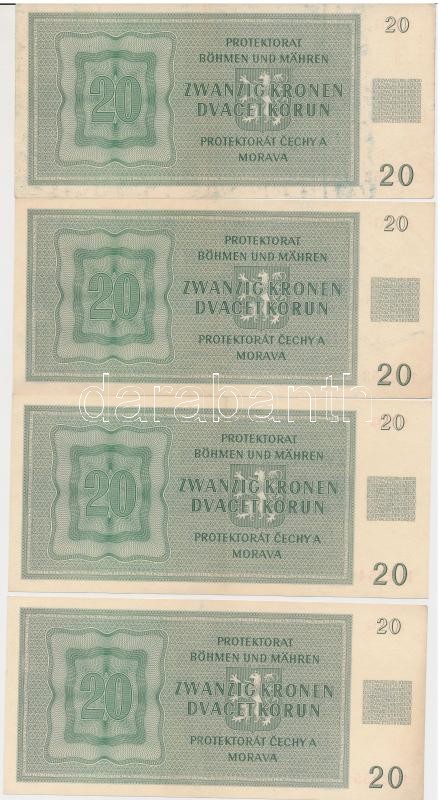 20
PROTEKTORAT
BÖHMEN UND MÄHREN
20
ZWANZIG KRONEN
DVACET KORUN
PROTEKTORÁT ČECHY A
MORAVA
20
20
PROTEKTORAT
BÖHMEN UND MÄHREN
20
ZWANZIG KRONEN
DVACET KORUN
PROTEKTORÁT ČECHY A
MORAVA
20
darabanth
20
PROTEKTORAT
BÖHMEN UND MÄHREN
20
ZWANZIG KRONEN
DVACET KORUN
PROTEKTORÁT ČECHY A
MORAVA
20
20
PROTEKTORAT
BÖHMEN UND MÄHREN
20
ZWANZIG KRONEN
DVACET KORUN
PROTEKTORÁT ČECHY A
MORAVA
20